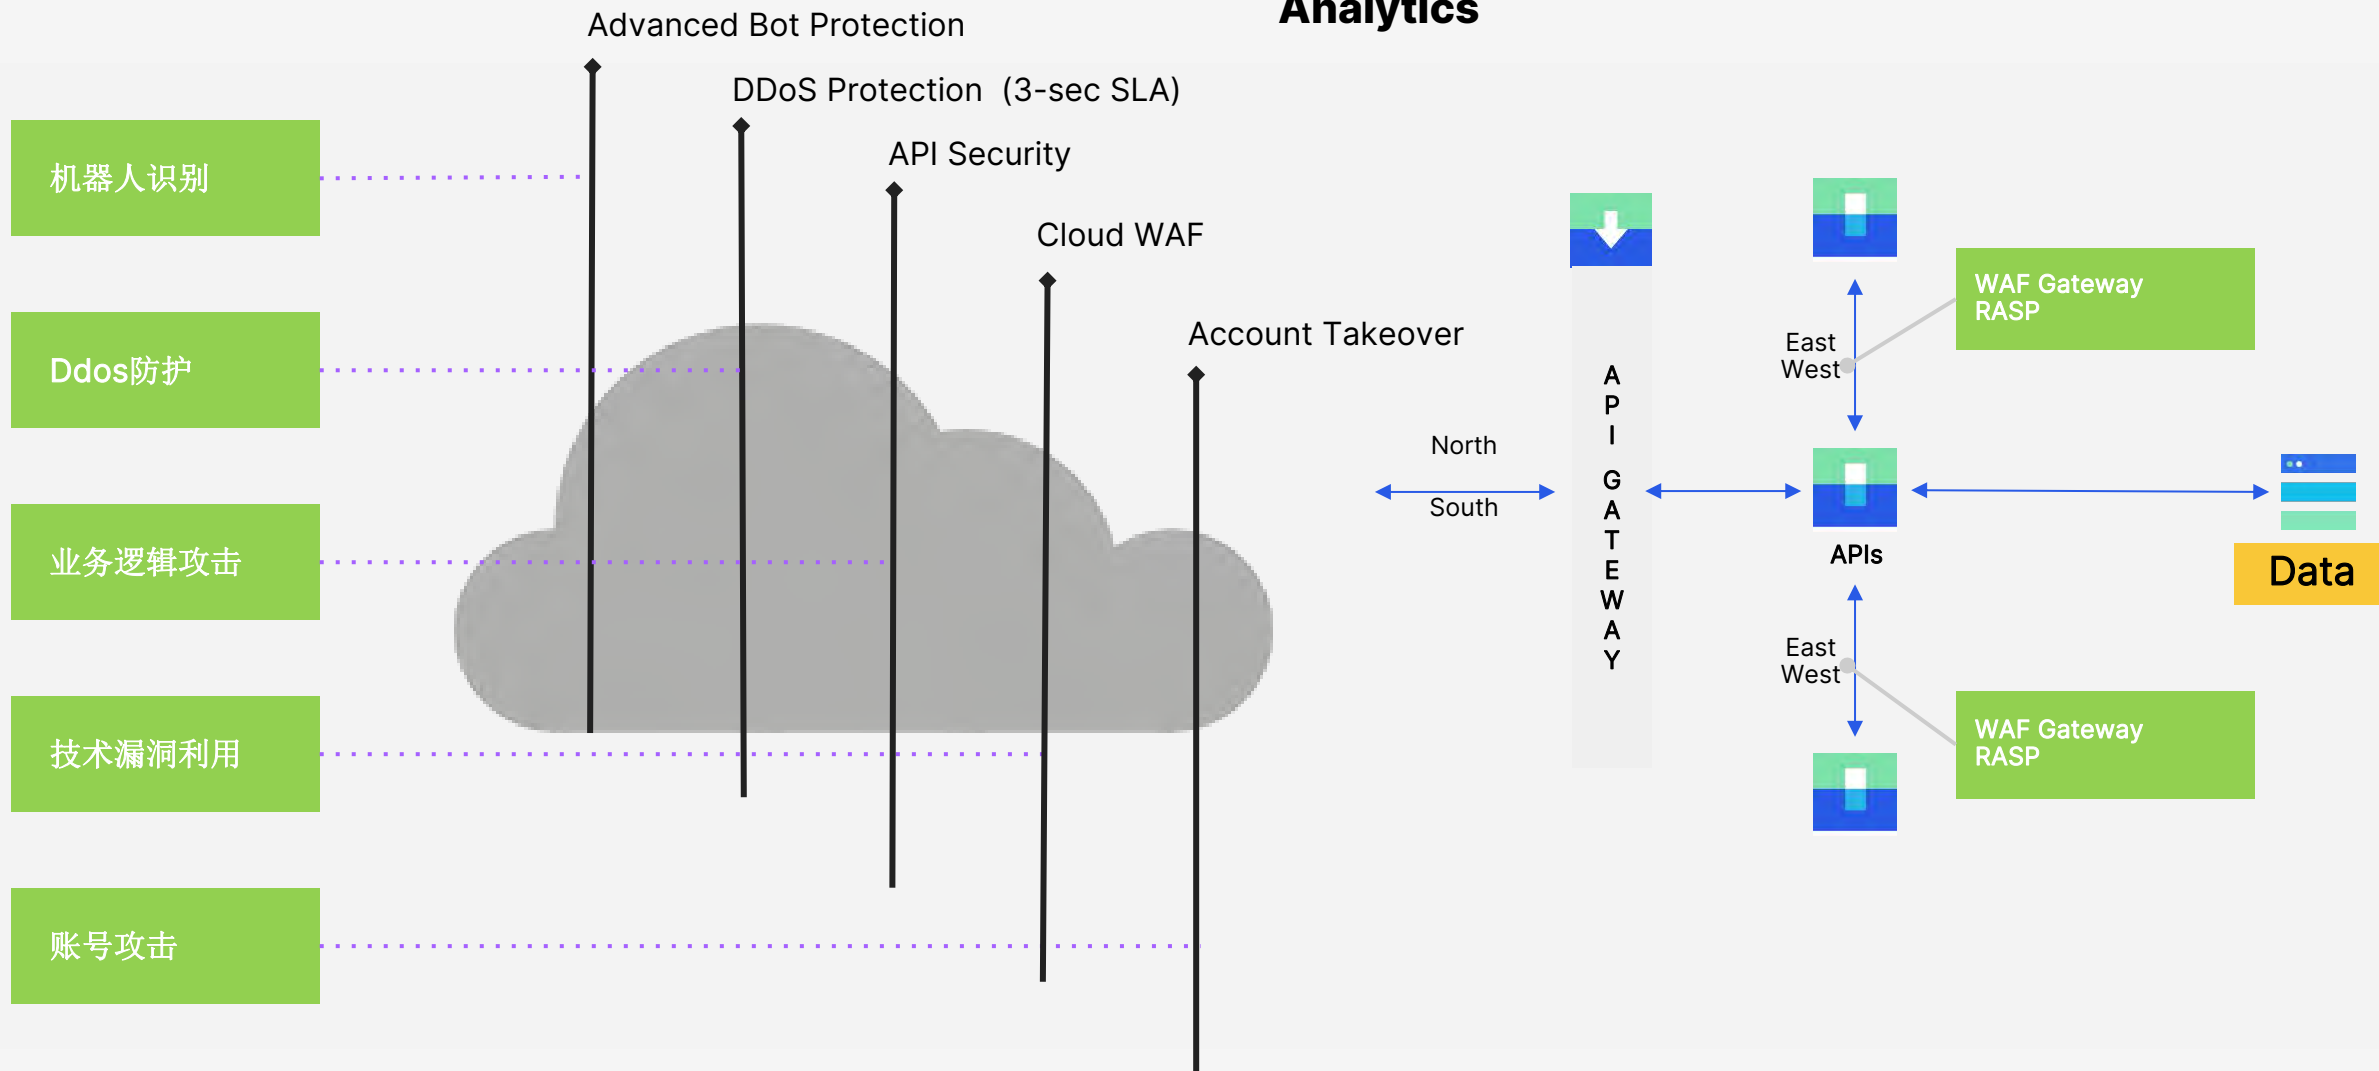 Analytics
Advanced Bot Protection
DDoS Protection (3-sec SLA)
API Security
Cloud WAF
Account Takeover
机器人识别
Ddos防护
业务逻辑攻击
技术漏洞利用
账号攻击
North
South
API GATEWAY
East
West
WAF Gateway
RASP
APIs
Data
East
West
WAF Gateway
RASP